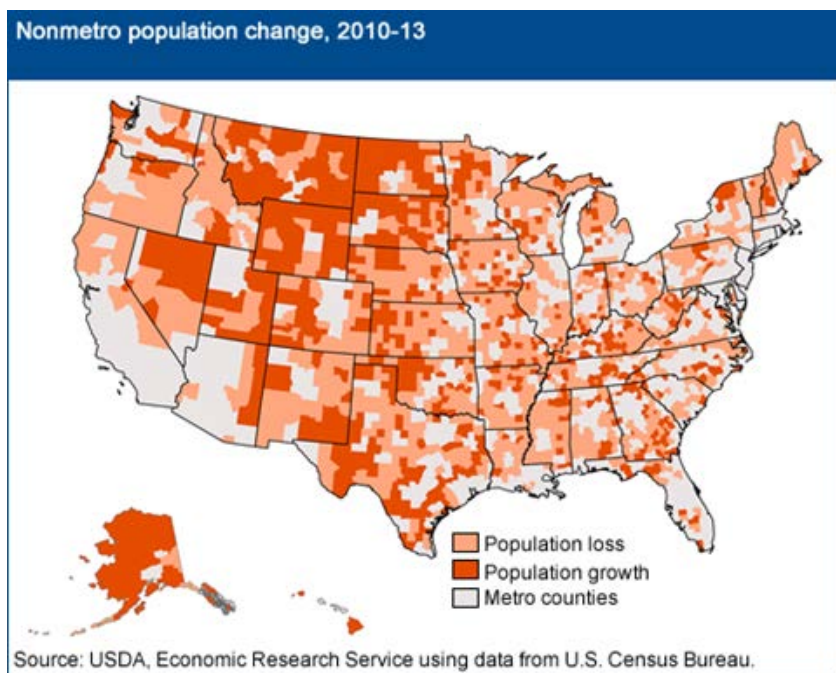 Nonmetro population change, 2010-13
Population loss
Population growth
Metro counties
Source: USDA, Economic Research Service using data from U.S. Census Bureau.